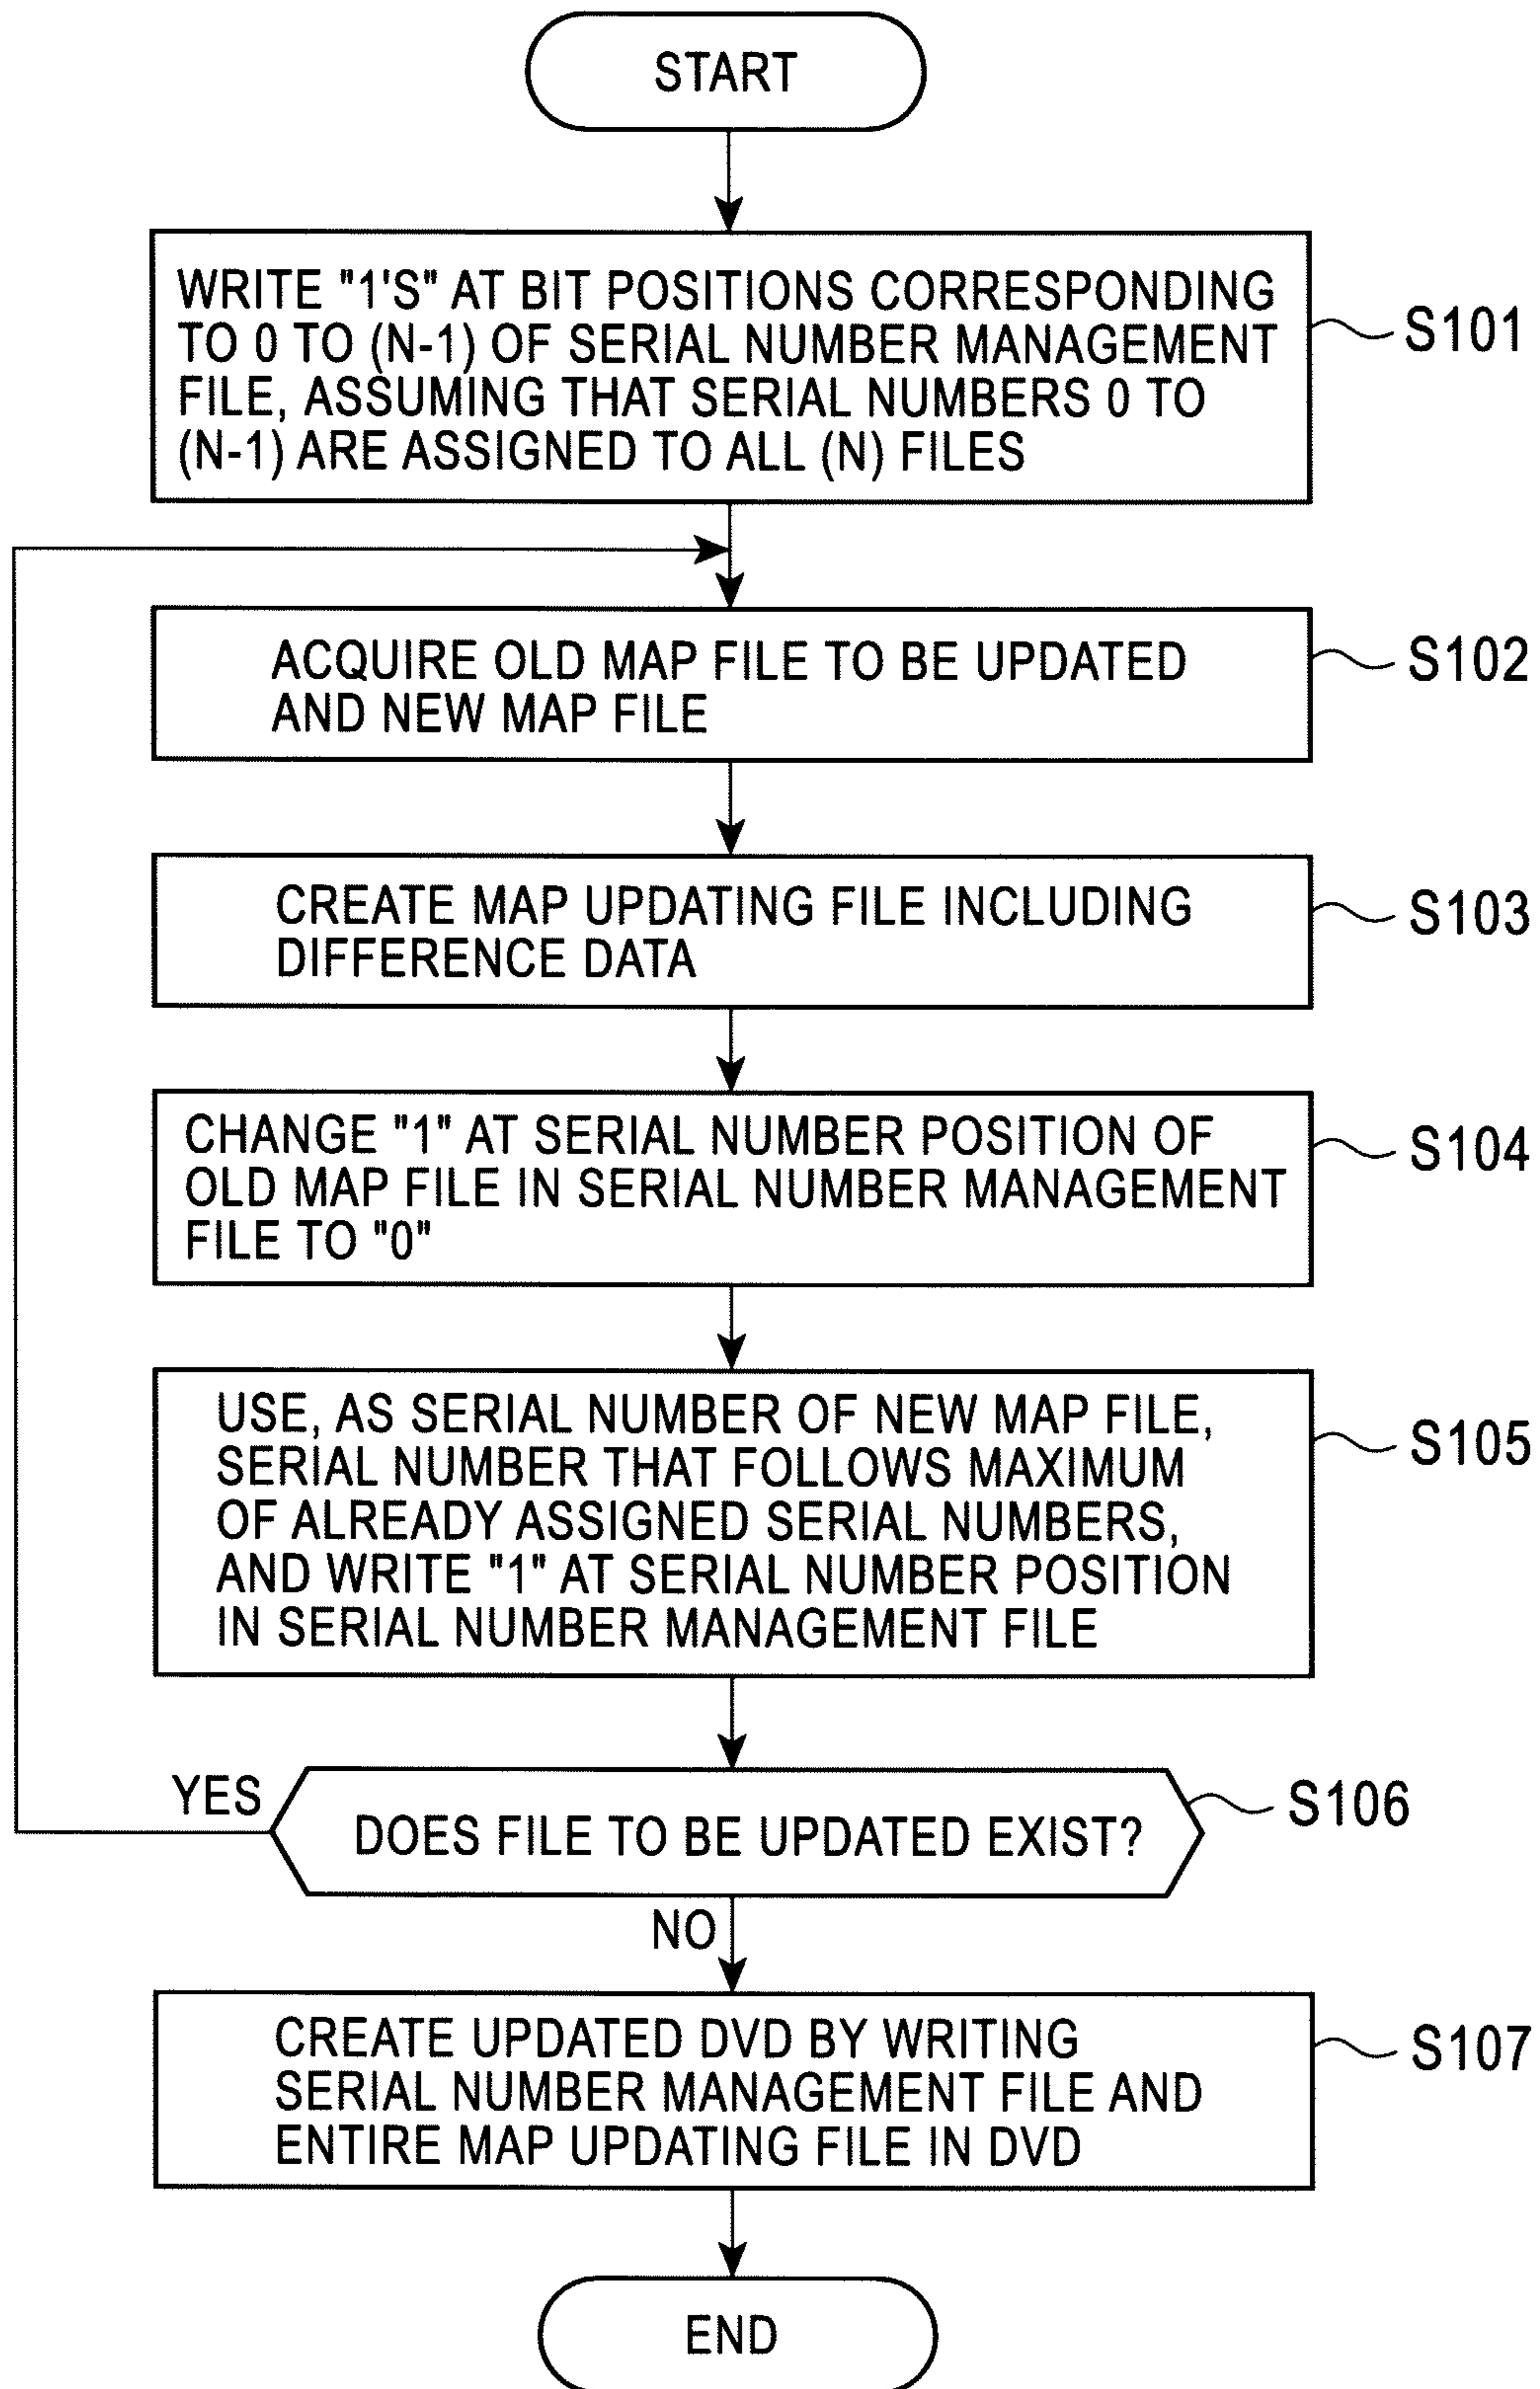 START
WRITE "1'S" AT BIT POSITIONS CORRESPONDING
TO 0 TO (N-1) OF SERIAL NUMBER MANAGEMENT
FILE, ASSUMING THAT SERIAL NUMBERS 0 TO
(N-1) ARE ASSIGNED TO ALL (N) FILES
S101
ACQUIRE OLD MAP FILE TO BE UPDATED
AND NEW MAP FILE
S102
CREATE MAP UPDATING FILE INCLUDING
DIFFERENCE DATA
S103
CHANGE "1" AT SERIAL NUMBER POSITION OF
OLD MAP FILE IN SERIAL NUMBER MANAGEMENT
FILE TO "0"
S104
USE, AS SERIAL NUMBER OF NEW MAP FILE,
SERIAL NUMBER THAT FOLLOWS MAXIMUM
OF ALREADY ASSIGNED SERIAL NUMBERS,
AND WRITE "1" AT SERIAL NUMBER POSITION
IN SERIAL NUMBER MANAGEMENT FILE
S105
YES
DOES FILE TO BE UPDATED EXIST?
S106
NO
CREATE UPDATED DVD BY WRITING
SERIAL NUMBER MANAGEMENT FILE AND
ENTIRE MAP UPDATING FILE IN DVD
S107
END